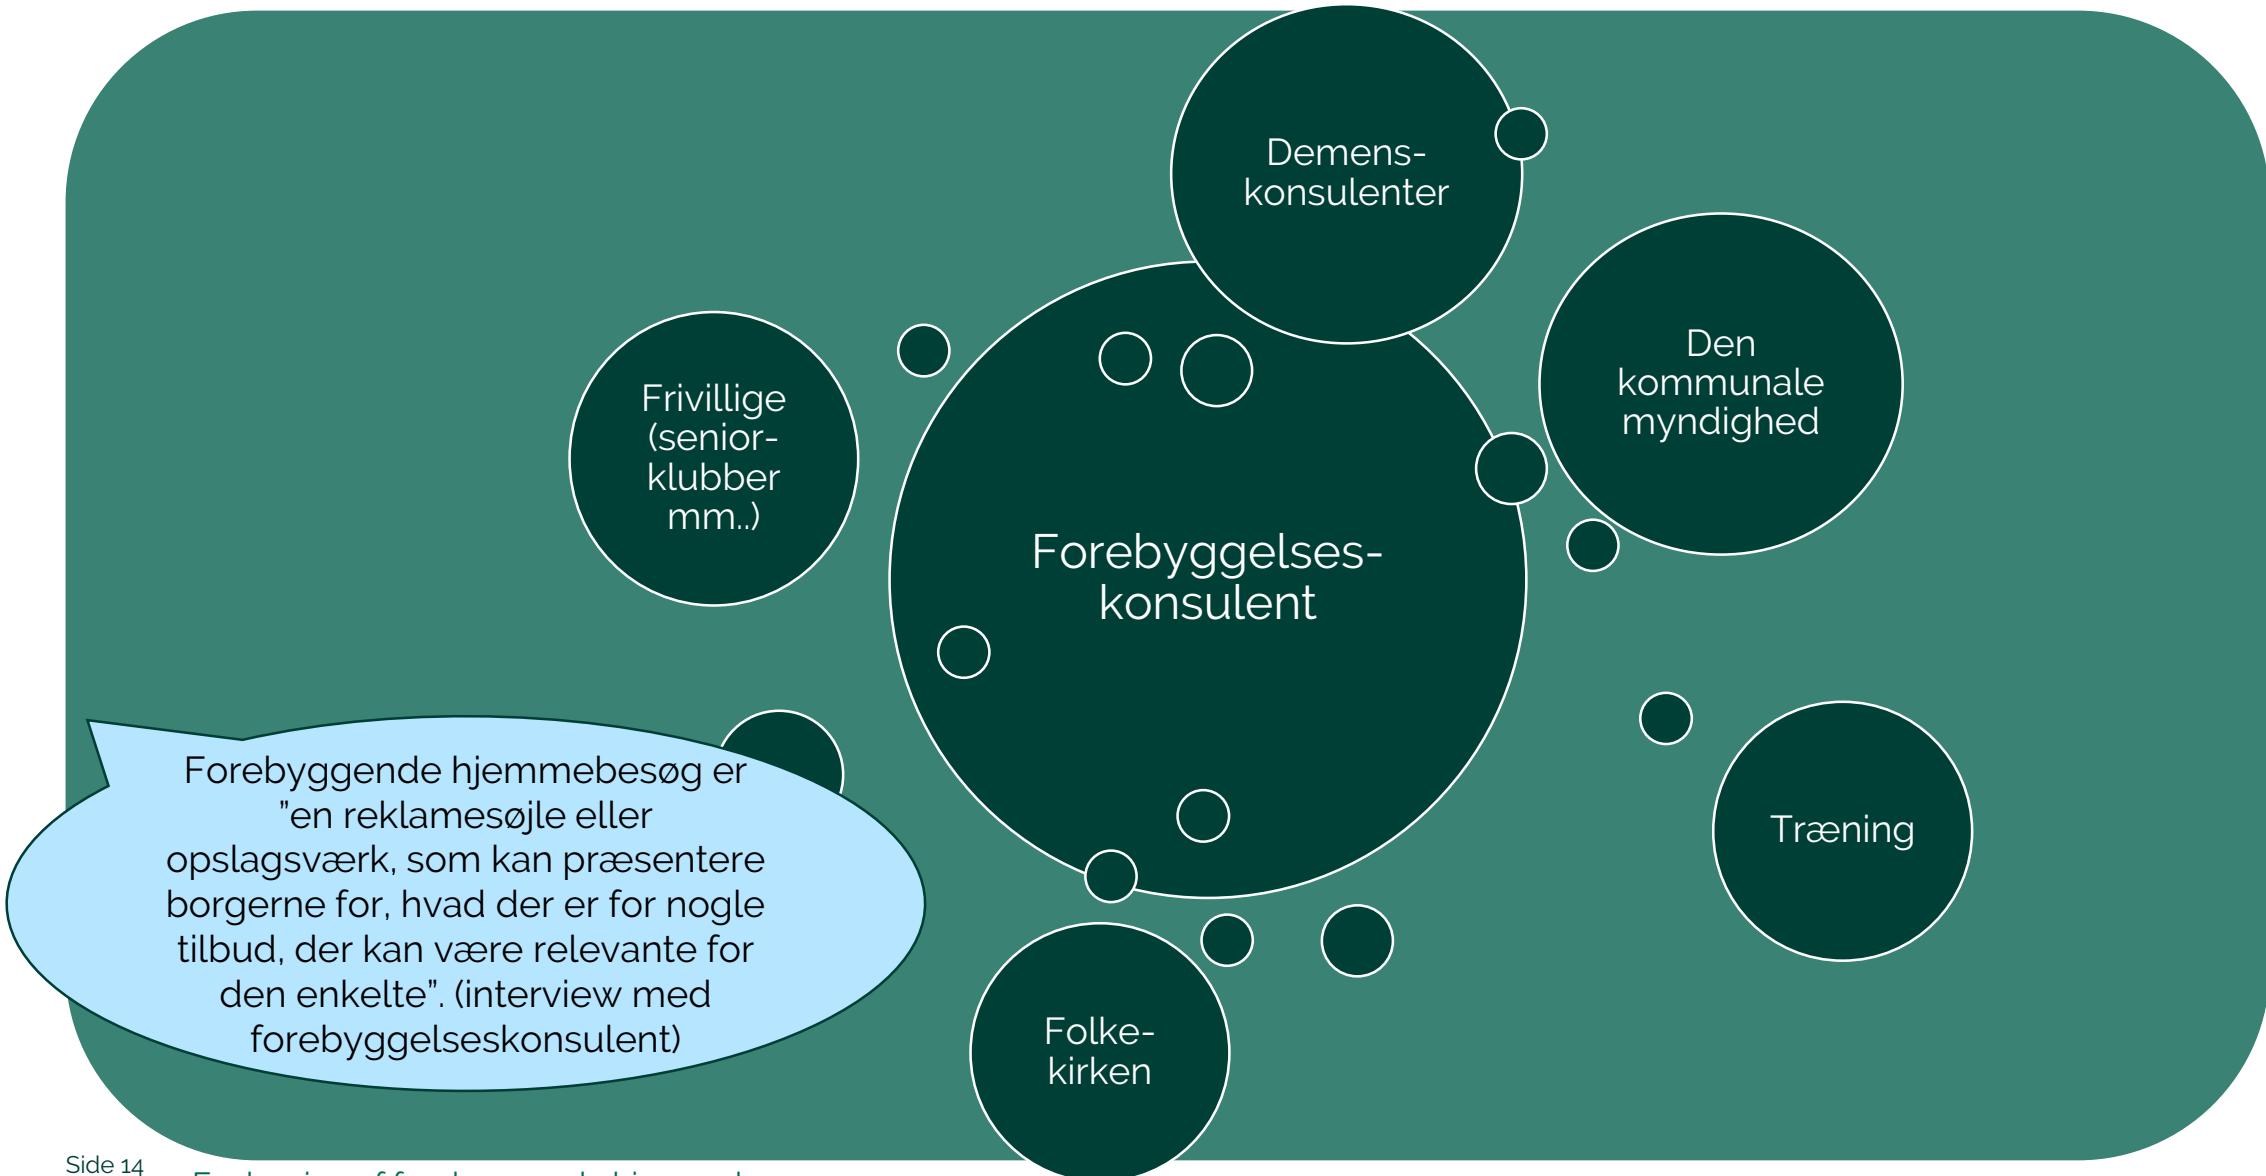 Demens-
konsulenter
Den
kommunale
myndighed
Frivillige
(senior-
klubber
mm..)
Forebyggelses-
konsulent
Forebyggende hjemmebesøg er
”en reklamesøjle eller
opslagsværk, som kan præsentere
borgerne for, hvad der er for nogle
tilbud, der kan være relevante for
den enkelte”. (interview med
forebyggelseskonsulent)
Træning
Folke-
kirken
Side 14